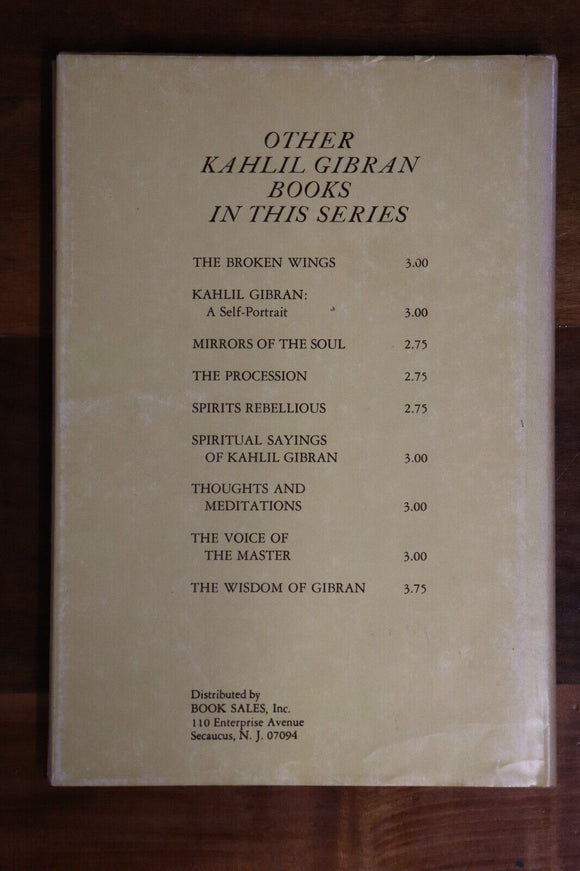 OTHER
KAHLIL GIBRAN
BOOKS
IN THIS SERIES
THE BROKEN WINGS 3.00
KAHLIL GIBRAN:
A Self-Portrait 3.00
MIRRORS OF THE SOUL 2.75
THE PROCESSION 2.75
SPIRITS REBELLIOUS 2.75
SPIRITUAL SAYINGS
OF KAHLIL GIBRAN 3.00
THOUGHTS AND
MEDITATIONS 3.00
THE VOICE OF
THE MASTER 3.00
THE WISDOM OF GIBRAN 3.75
Distributed by
BOOK SALES, Inc.
110 Enterprise Avenue
Secaucus, N. J. 07094